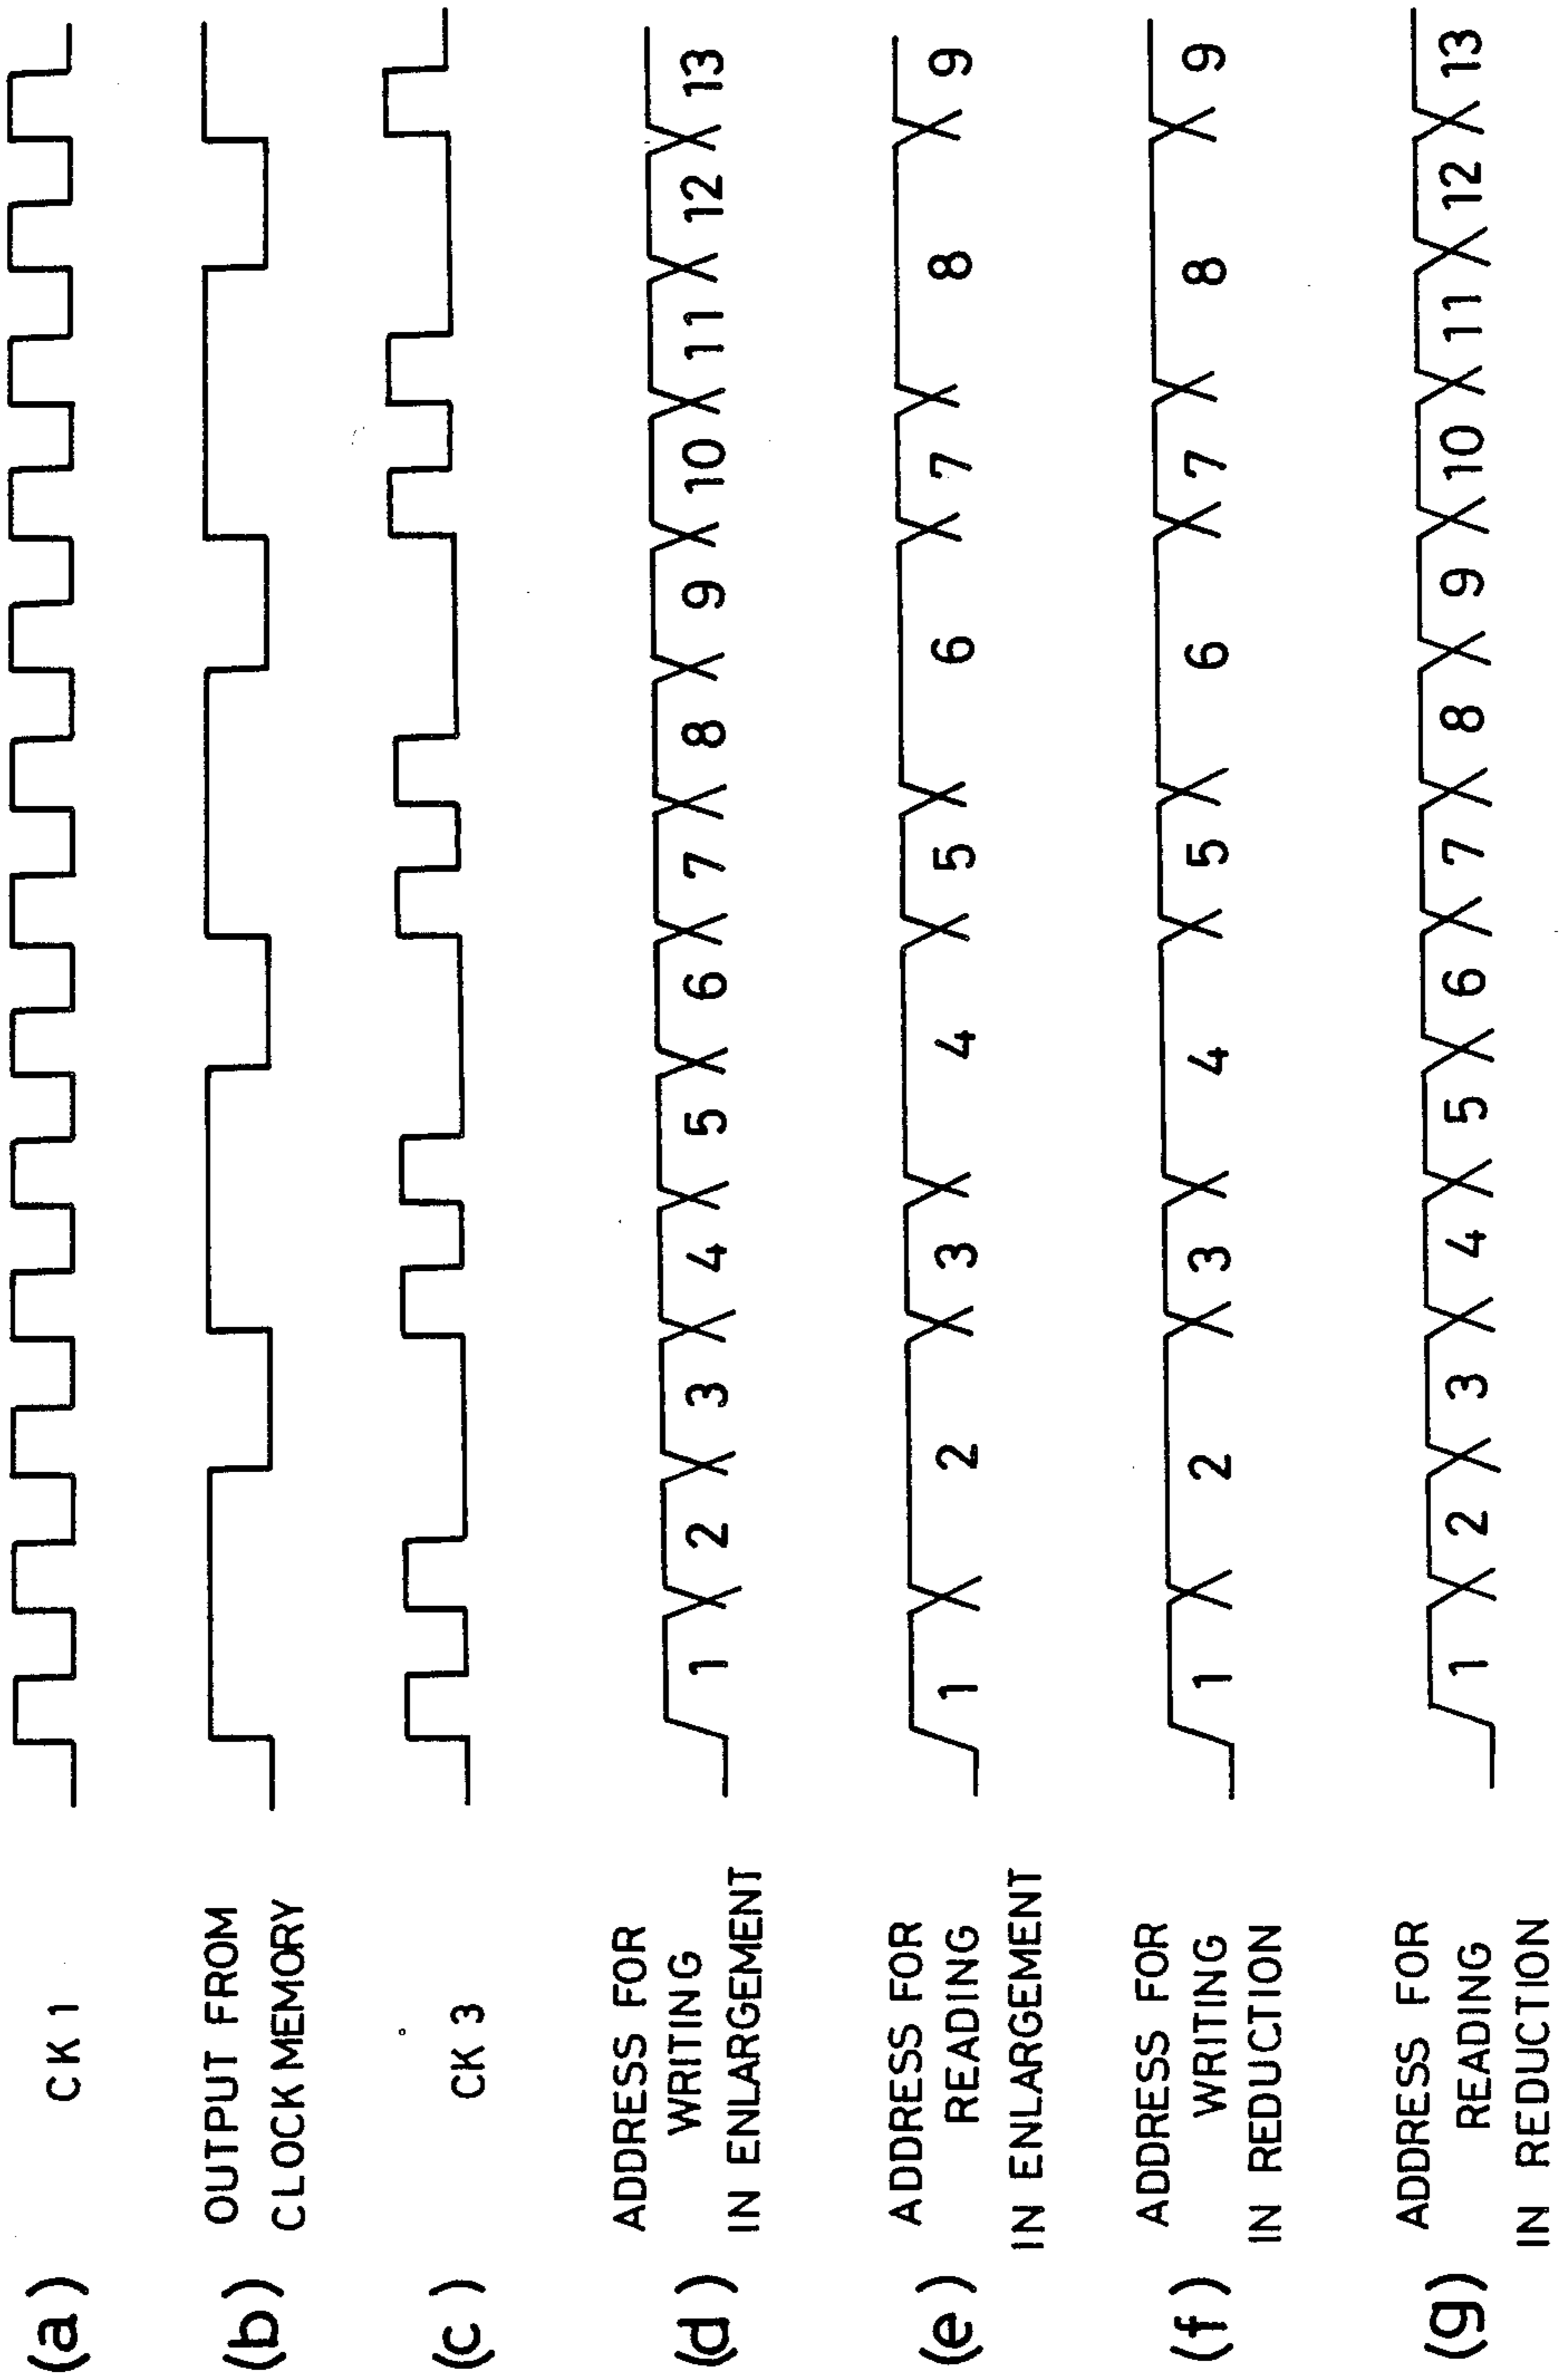 (a) CK 1
(b) OUTPUT FROM
CLOCK MEMORY
(c) CK 3
(d) ADDRESS FOR
WRITING
IN ENLARGEMENT
1 2 3 4 5 6 7 8 9 10 11 12 13
(e) ADDRESS FOR
READING
IN ENLARGEMENT
1 2 3 4 5 6 7 8 9
(f) ADDRESS FOR
WRITING
IN REDUCTION
1 2 3 4 5 6 7 8 9
(g) ADDRESS FOR
READING
IN REDUCTION
1 2 3 4 5 6 7 8 9 10 11 12 13